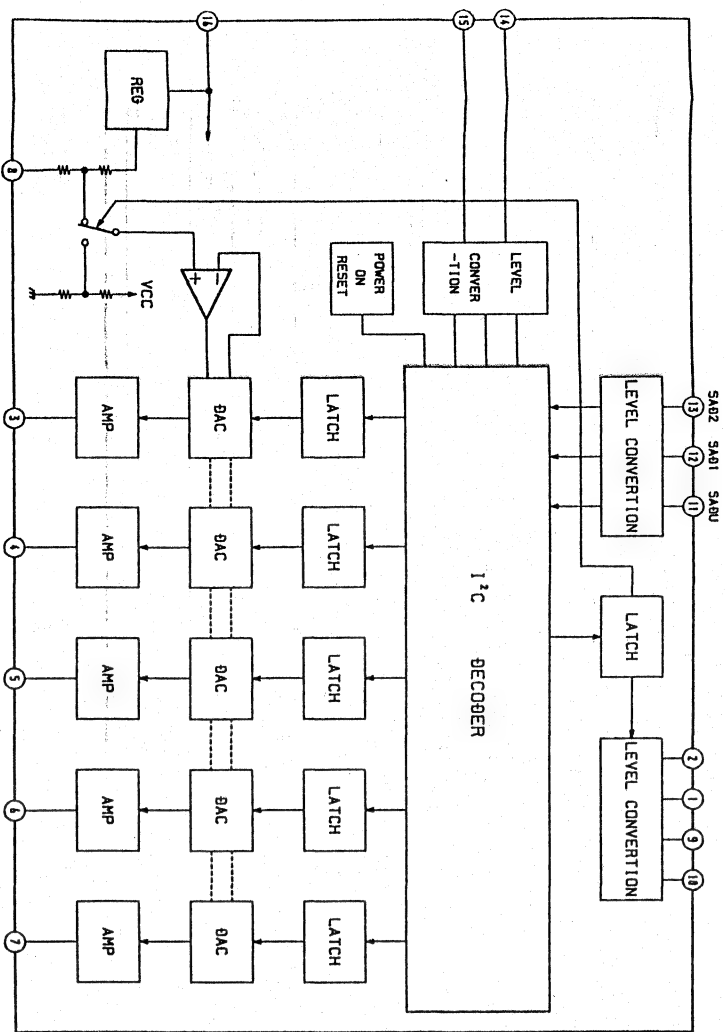 SAD2 SAD1 SADU
13 12 11 2 1 9 10
LEVEL CONVERTION
LATCH
LEVEL CONVERTION
14
15
LEVEL
CONVER
-TION
I²C DECODER
POWER
ON
RESET
LATCH LATCH LATCH LATCH LATCH
16
- +
DAC DAC DAC DAC DAC
REG
VCC
AMP AMP AMP AMP AMP
8 3 4 5 6 7